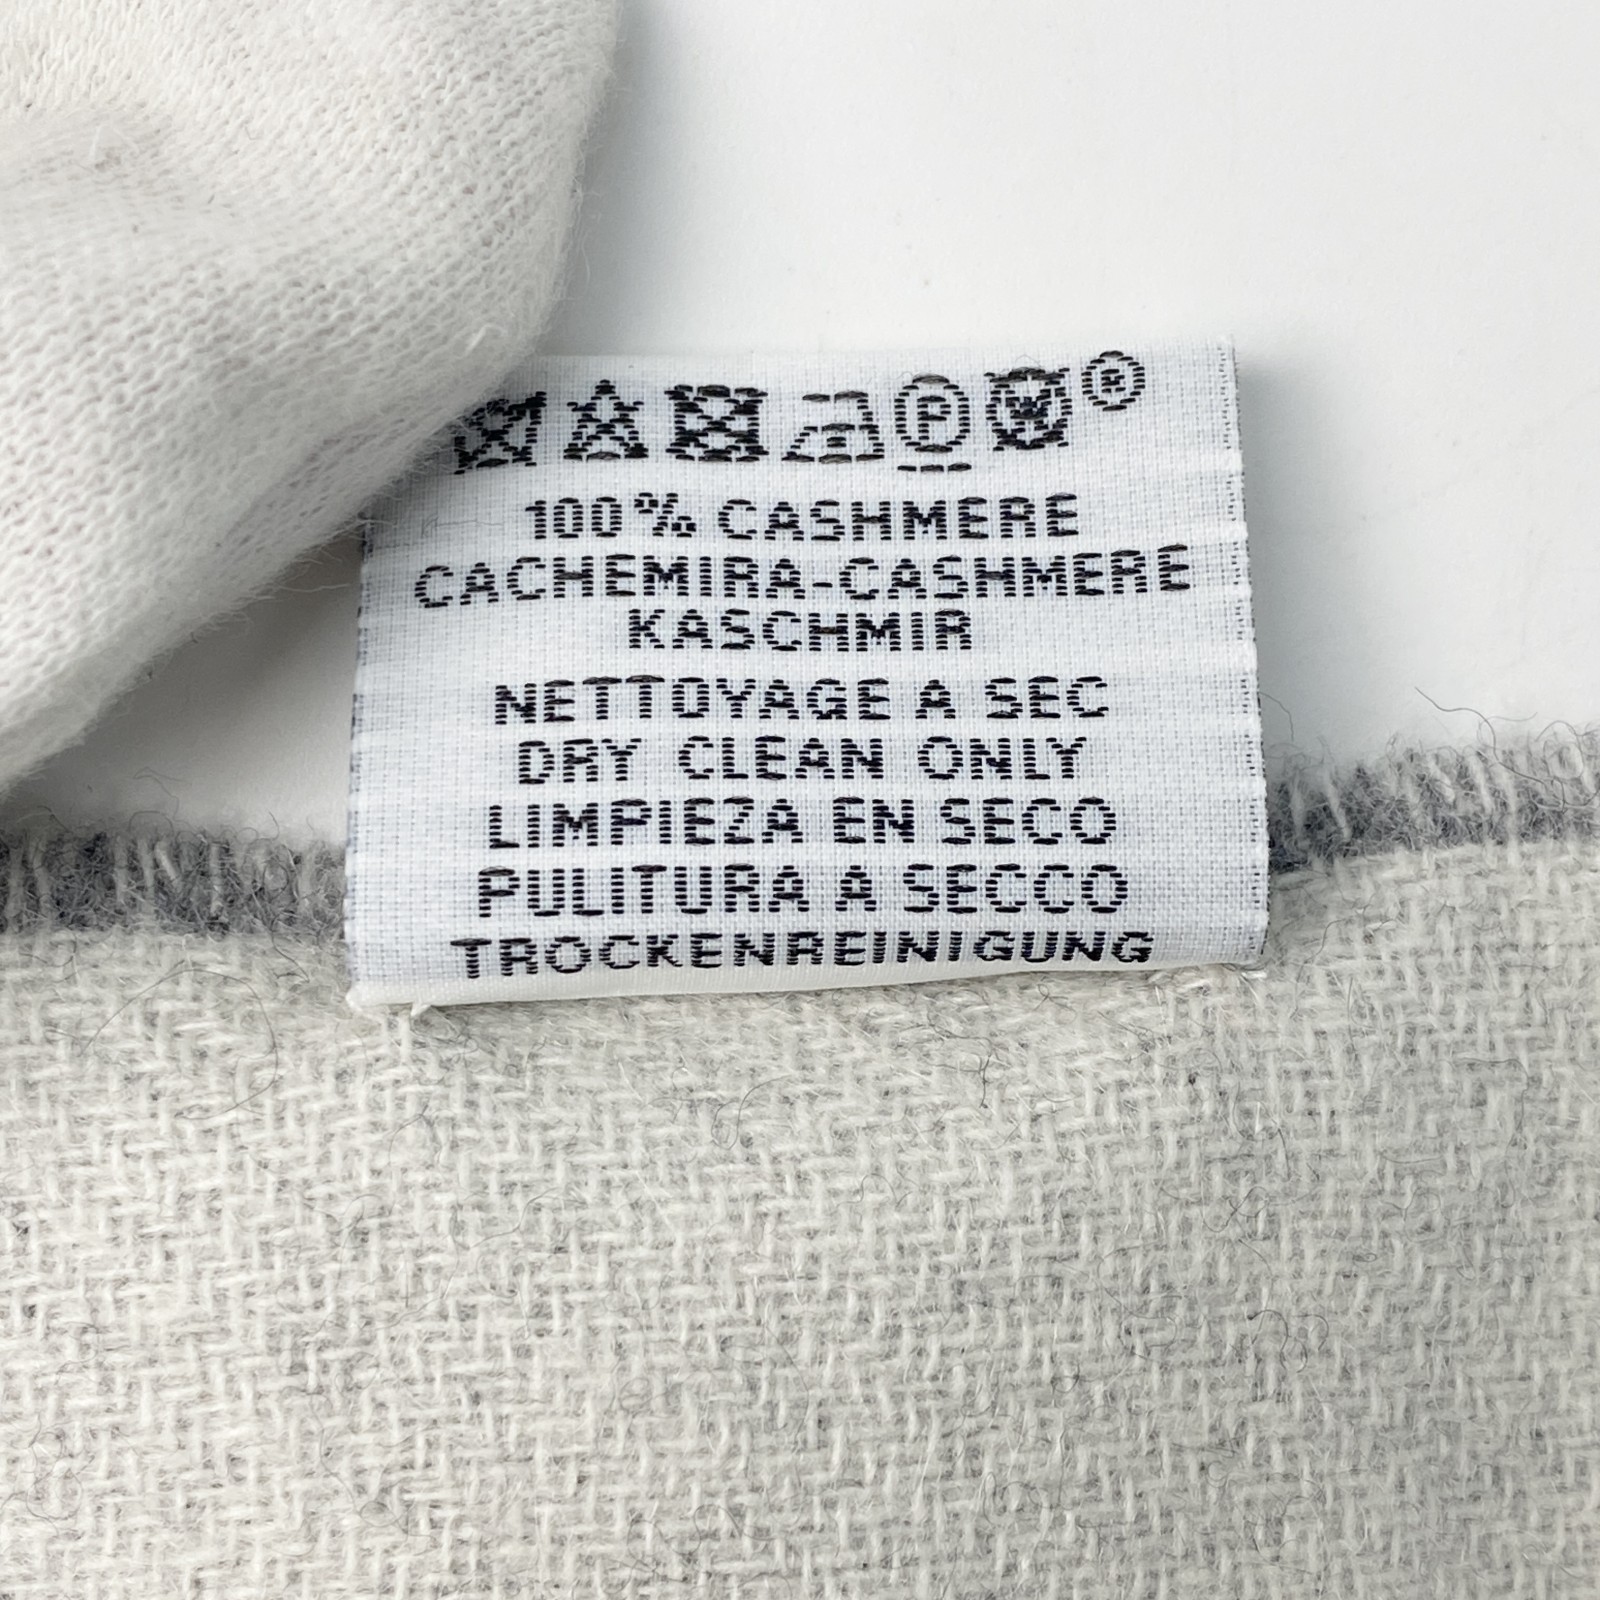 P ®
100% CASHMERE
CACHEMIRA-CASHMERE
KASCHMIR
NETTOYAGE A SEC
DRY CLEAN ONLY
LIMPIEZA EN SECO
PULITURA A SECCO
TROCKENREINIGUNG